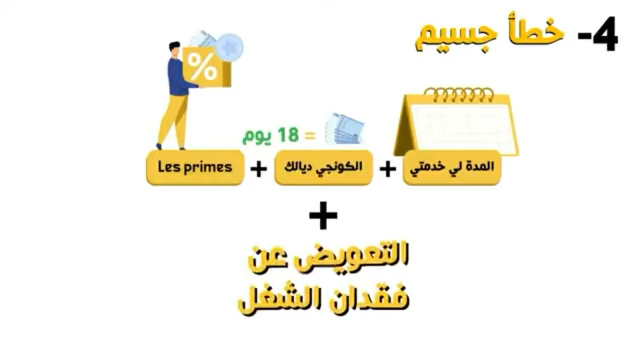 4- خطأ جسيم
%
18 يوم =
المدة لي خدمتي + الكونجي ديالك + Les primes
+
التعويض عن
فقدان الشغل